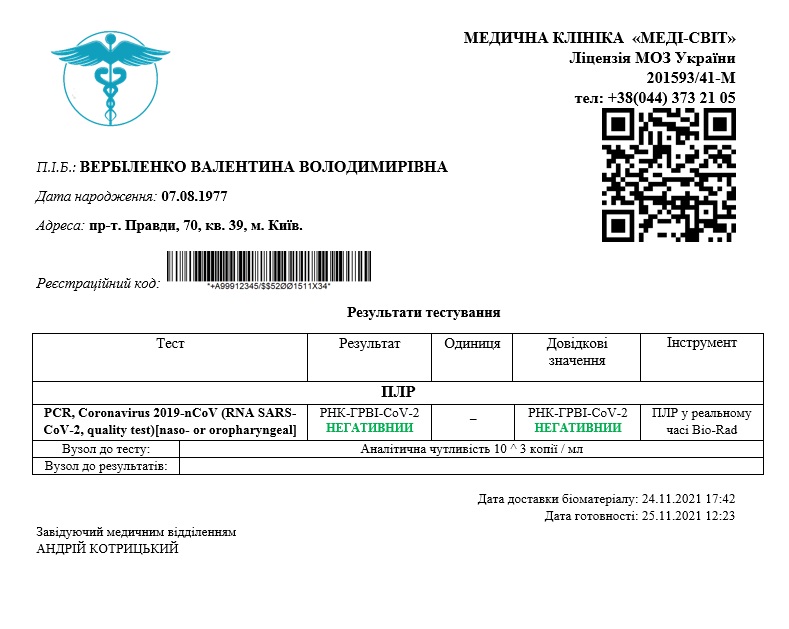 МЕДИЧНА КЛІНІКА «МЕДІ-СВІТ»
Ліцензія МОЗ України
201593/41-М
тел: +38(044) 373 21 05
П.І.Б.: ВЕРБІЛЕНКО ВАЛЕНТИНА ВОЛОДИМИРІВНА
Дата народження: 07.08.1977
Адреса: пр-т. Правди, 70, кв. 39, м. Київ.
Реєстраційний код:
*+A99912345/$$52ØØ1511X34*
Результати тестування
Тест Результат Одиниця Довідкові значення Інструмент
ПЛР
PCR, Coronavirus 2019-nCoV (RNA SARS-CoV-2, quality test)[naso- or oropharyngeal] РНК-ГРВІ-CoV-2 НЕГАТИВНИИ – РНК-ГРВІ-CoV-2 НЕГАТИВНИИ ПЛР у реальному часі Bio-Rad
Вузол до тесту: Аналітична чутливість 10 ^ 3 копії / мл
Вузол до результатів:
Дата доставки біоматеріалу: 24.11.2021 17:42
Дата готовності: 25.11.2021 12:23
Завідуючий медичним відділенням
АНДРІЙ КОТРИЦЬКИЙ